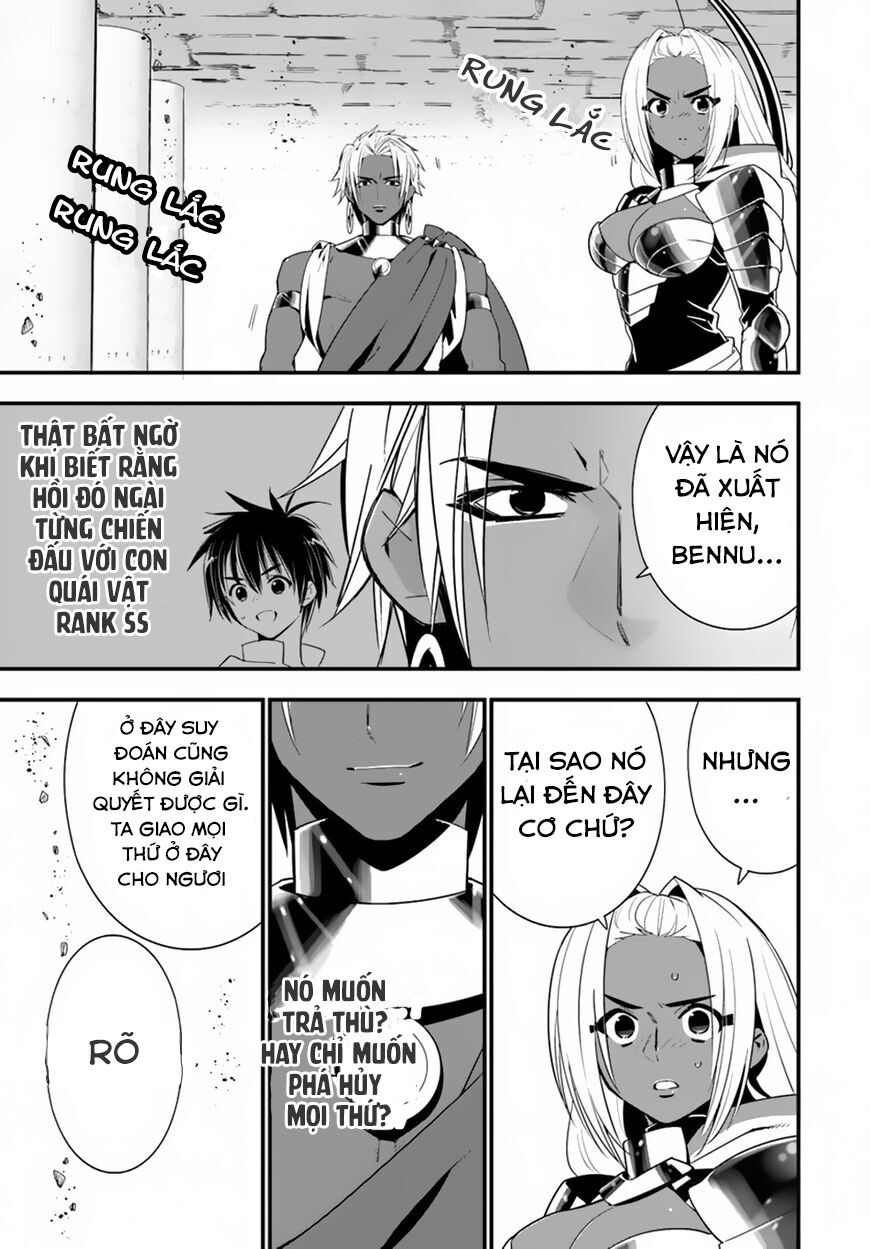 RUNG LẮC
RUNG LẮC
RUNG LẮC
VẬY LÀ NÓ
ĐÃ XUẤT
HIỆN,
BENNU...
THẬT BẤT NGỜ
KHI BIẾT RẰNG
HỒI ĐÓ NGÀI
TỪNG CHIẾN
ĐẤU VỚI CON
QUÁI VẬT
RANK SS
NHƯNG
...
TẠI SAO NÓ
LẠI ĐẾN ĐÂY
CƠ CHỨ?
NÓ MUỐN
TRẢ THÙ?
HAY CHỈ MUỐN
PHÁ HỦY
MỌI THỨ?
Ở ĐÂY SUY
ĐOÁN CŨNG
KHÔNG GIẢI
QUYẾT ĐƯỢC GÌ.
TA GIAO MỌI
THỨ Ở ĐÂY
CHO NGƯƠI
RÕ